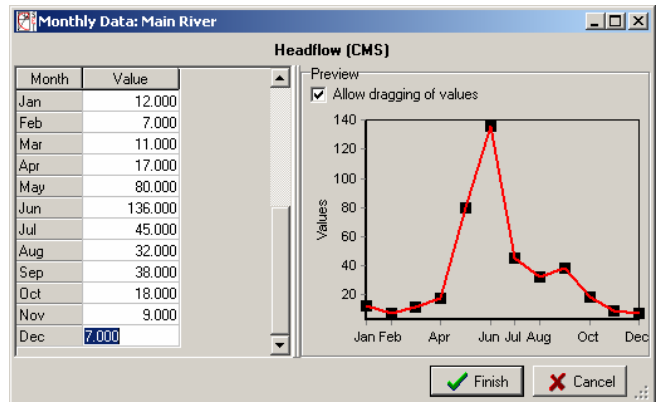 Monthly Data: Main River
Headflow (CMS)
Month Value
Jan 12.000
Feb 7.000
Mar 11.000
Apr 17.000
May 80.000
Jun 136.000
Jul 45.000
Aug 32.000
Sep 38.000
Oct 18.000
Nov 9.000
Dec 7.000
Preview
Allow dragging of values
140
120
100
80
60
40
20
Values
Jan Feb Apr Jun Jul Aug Oct Dec
Finish Cancel